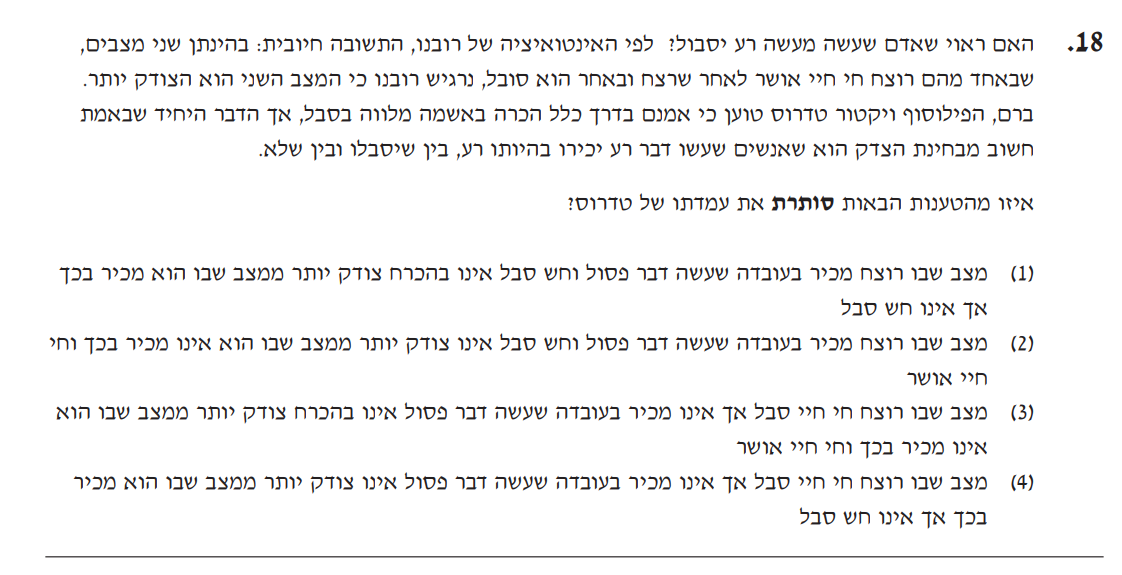 18. האם ראוי שאדם שעשה מעשה רע יסבול? לפי האינטואיציה של רובנו, התשובה חיובית: בהינתן שני מצבים,
שבאחד מהם רוצח חי חיי אושר לאחר שרצח ובאחר הוא סובל, נרגיש רובנו כי המצב השני הוא הצודק יותר.
ברם, הפילוסוף ויקטור טדרוס טוען כי אמנם בדרך כלל הכרה באשמה מלווה בסבל, אך הדבר היחיד שבאמת
חשוב מבחינת הצדק הוא שאנשים שעשו דבר רע יכירו בהיותו רע, בין שיסבלו ובין שלא.
איזו מהטענות הבאות סותרת את עמדתו של טדרוס?
(1) מצב שבו רוצח מכיר בעובדה שעשה דבר פסול וחש סבל אינו בהכרח צודק יותר ממצב שבו הוא מכיר בכך
אך אינו חש סבל
(2) מצב שבו רוצח מכיר בעובדה שעשה דבר פסול וחש סבל אינו צודק יותר ממצב שבו הוא אינו מכיר בכך וחי
חיי אושר
(3) מצב שבו רוצח חי חיי סבל אך אינו מכיר בעובדה שעשה דבר פסול אינו בהכרח צודק יותר ממצב שבו הוא
אינו מכיר בכך וחי חיי אושר
(4) מצב שבו רוצח חי חיי סבל אך אינו מכיר בעובדה שעשה דבר פסול אינו צודק יותר ממצב שבו הוא מכיר
בכך אך אינו חש סבל